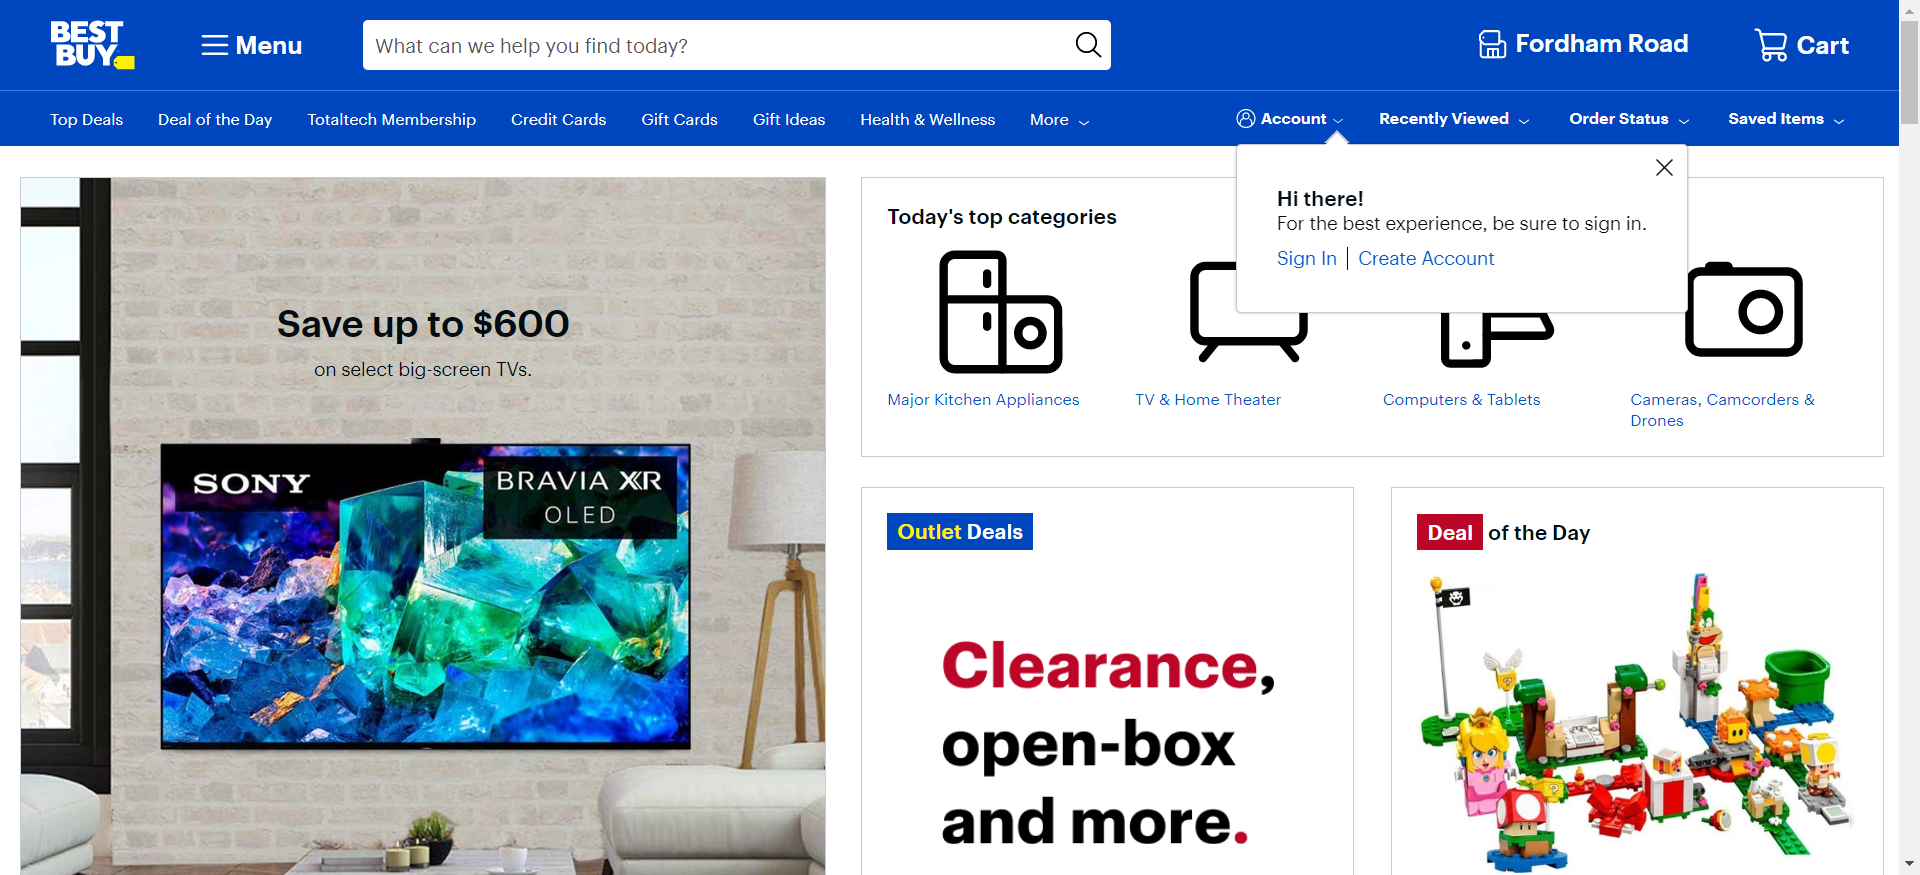 BEST
BUY
Menu
What can we help you find today?
Fordham Road
Cart
Top Deals
Deal of the Day
Totaltech Membership
Credit Cards
Gift Cards
Gift Ideas
Health & Wellness
More
Account
Recently Viewed
Order Status
Saved Items
Hi there!
For the best experience, be sure to sign in.
Sign In | Create Account
Save up to $600
on select big-screen TVs.
SONY
BRAVIA XR
OLED
Today's top categories
Major Kitchen Appliances
TV & Home Theater
Computers & Tablets
Cameras, Camcorders &
Drones
Outlet Deals
Clearance,
open-box
and more.
Deal of the Day